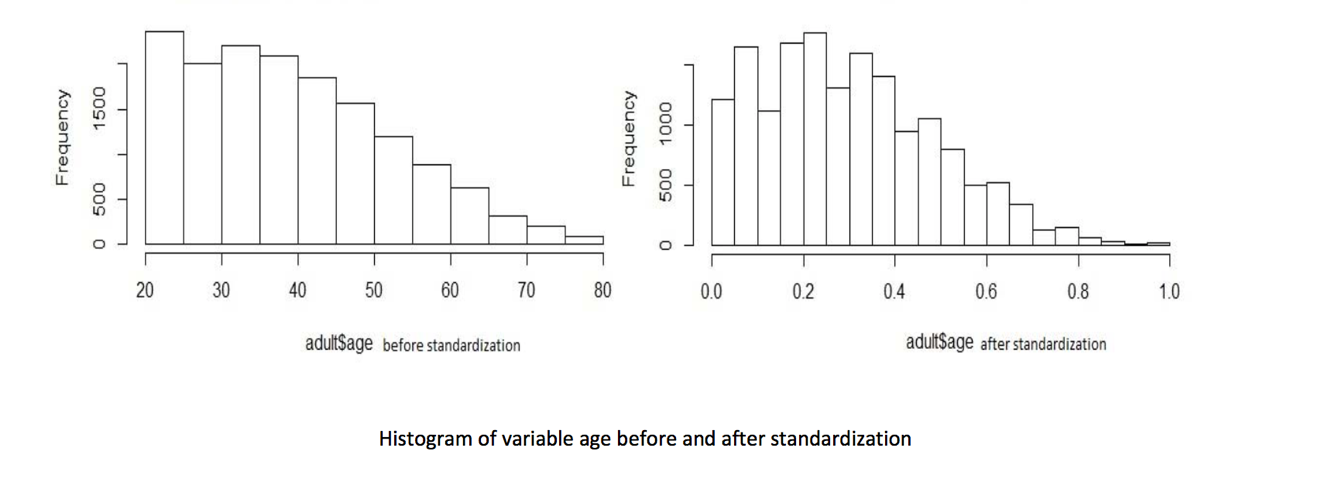 Frequency
0 500 1500
20 30 40 50 60 70 80
adult$age before standardization
Frequency
0 500 1000
0.0 0.2 0.4 0.6 0.8 1.0
adult$age after standardization
Histogram of variable age before and after standardization